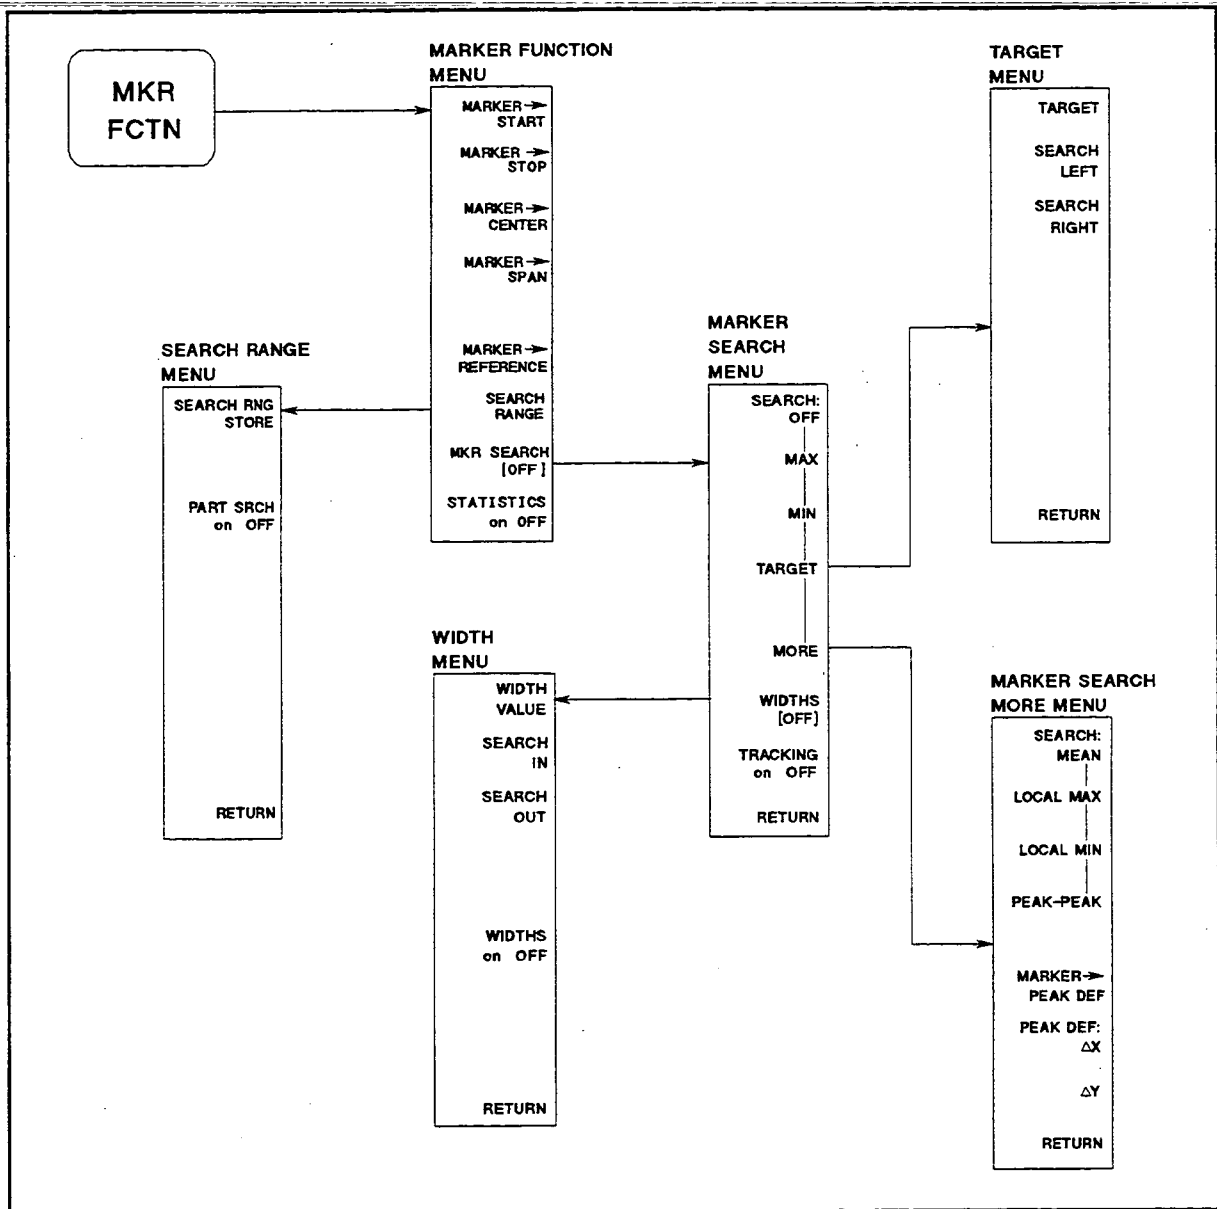 MKR
FCTN
MARKER FUNCTION
MENU
MARKER→
START
MARKER→
STOP
MARKER→
CENTER
MARKER→
SPAN
MARKER→
REFERENCE
SEARCH
RANGE
MKR SEARCH
[OFF]
STATISTICS
on OFF
SEARCH RANGE
MENU
SEARCH RNG
STORE
PART SRCH
on OFF
RETURN
MARKER
SEARCH
MENU
SEARCH:
OFF
MAX
MIN
TARGET
MORE
WIDTHS
[OFF]
TRACKING
on OFF
RETURN
TARGET
MENU
TARGET
SEARCH
LEFT
SEARCH
RIGHT
RETURN
WIDTH
MENU
WIDTH
VALUE
SEARCH
IN
SEARCH
OUT
WIDTHS
on OFF
RETURN
MARKER SEARCH
MORE MENU
SEARCH:
MEAN
LOCAL MAX
LOCAL MIN
PEAK-PEAK
MARKER→
PEAK DEF
PEAK DEF:
△X
△Y
RETURN